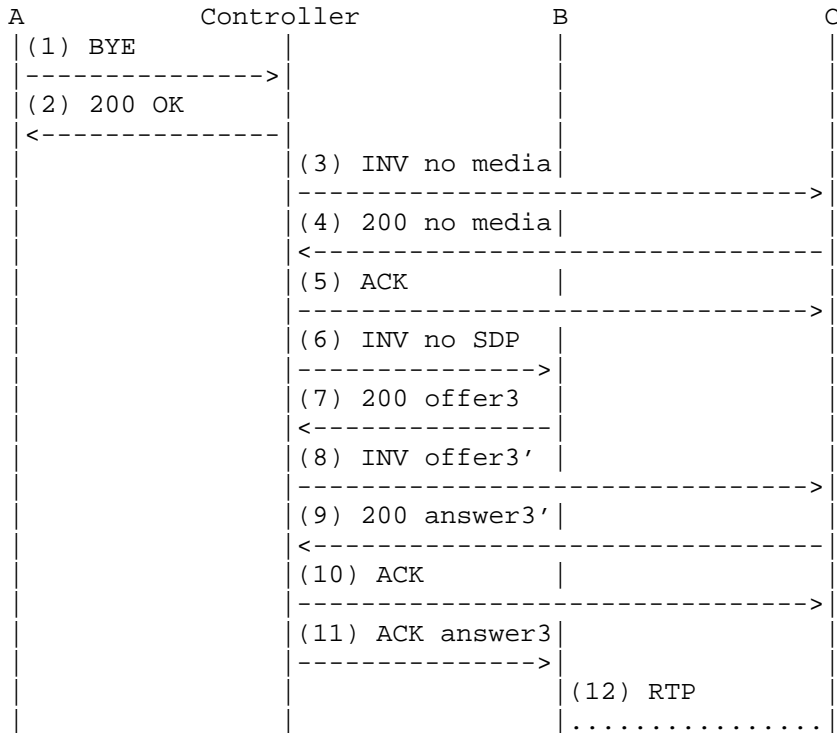 A Controller B C
(1) BYE
(2) 200 OK
(3) INV no media
(4) 200 no media
(5) ACK
(6) INV no SDP
(7) 200 offer3
(8) INV offer3'
(9) 200 answer3'
(10) ACK
(11) ACK answer3
(12) RTP